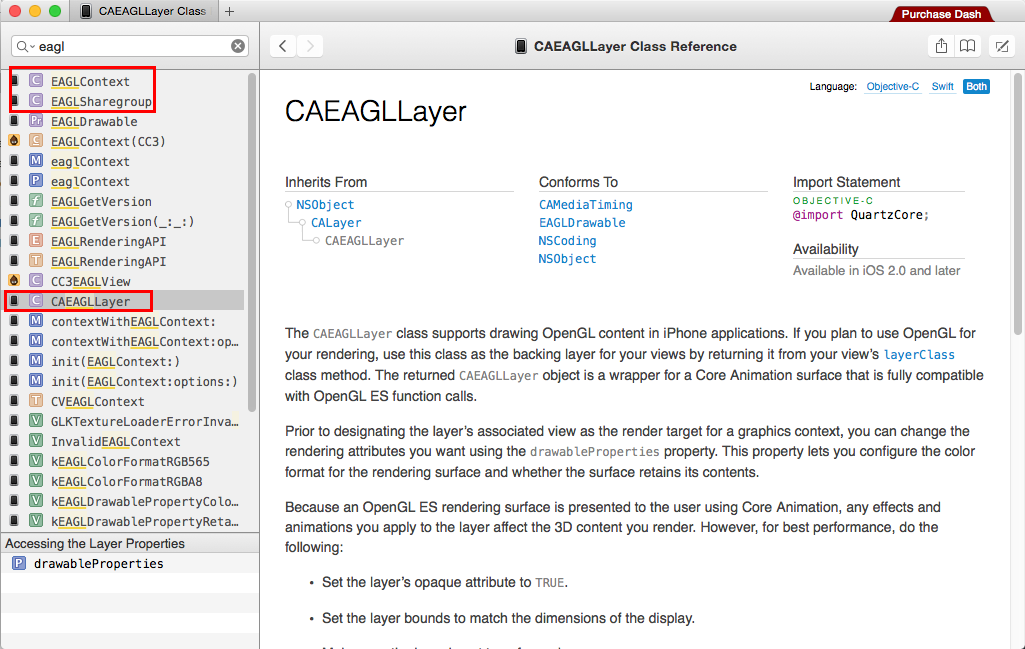 CAEAGLLayer Class
Purchase Dash
eagl
CAEAGLLayer Class Reference
C EAGLContext
C EAGLSharegroup
Pr EAGLDrawable
C EAGLContext(CC3)
M eaglContext
P eaglContext
f EAGLGetVersion
f EAGLGetVersion(_:_:)
E EAGLRenderingAPI
T EAGLRenderingAPI
C CC3EAGLView
C CAEAGLLayer
M contextWithEAGLContext:
M contextWithEAGLContext:op…
M init(EAGLContext:)
M init(EAGLContext:options:)
T CVEAGLContext
V GLKTextureLoaderErrorInva…
V InvalidEAGLContext
V kEAGLColorFormatRGB565
V kEAGLColorFormatRGBA8
V kEAGLDrawablePropertyColo…
V kEAGLDrawablePropertyReta…
Accessing the Layer Properties
P drawableProperties
Language: Objective-C Swift Both
CAEAGLLayer
Inherits From
NSObject
CALayer
CAEAGLLayer
Conforms To
CAMediaTiming
EAGLDrawable
NSCoding
NSObject
Import Statement
OBJECTIVE-C
@import QuartzCore;
Availability
Available in iOS 2.0 and later
The CAEAGLLayer class supports drawing OpenGL content in iPhone applications. If you plan to use OpenGL for
your rendering, use this class as the backing layer for your views by returning it from your view’s layerClass
class method. The returned CAEAGLLayer object is a wrapper for a Core Animation surface that is fully compatible
with OpenGL ES function calls.
Prior to designating the layer’s associated view as the render target for a graphics context, you can change the
rendering attributes you want using the drawableProperties property. This property lets you configure the color
format for the rendering surface and whether the surface retains its contents.
Because an OpenGL ES rendering surface is presented to the user using Core Animation, any effects and
animations you apply to the layer affect the 3D content you render. However, for best performance, do the
following:
• Set the layer’s opaque attribute to TRUE.
• Set the layer bounds to match the dimensions of the display.